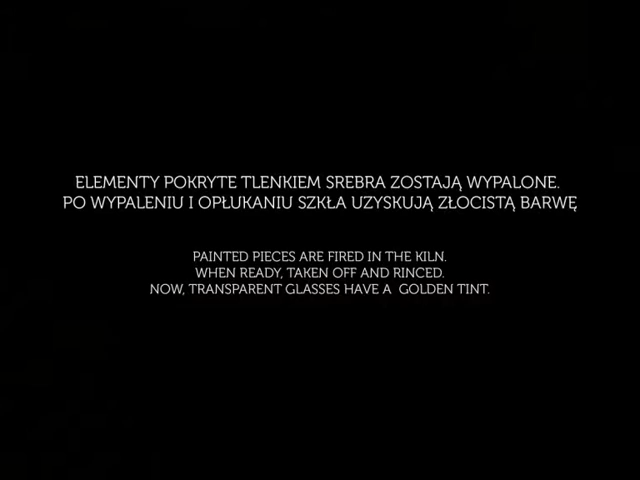 ELEMENTY POKRYTE TLENKIEM SREBRA ZOSTAJĄ WYPALONE.
PO WYPALENIU I OPŁUKANIU SZKŁA UZYSKUJĄ ZŁOCISTĄ BARWĘ
PAINTED PIECES ARE FIRED IN THE KILN.
WHEN READY, TAKEN OFF AND RINCED.
NOW, TRANSPARENT GLASSES HAVE A  GOLDEN TINT.